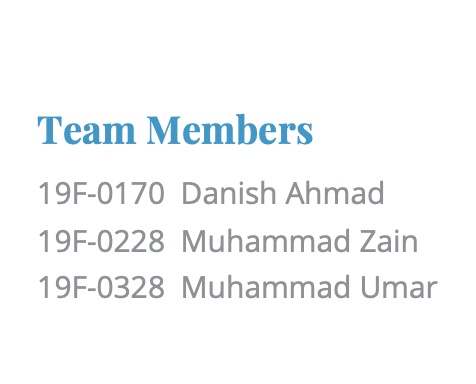 Team Members
19F-0170 Danish Ahmad
19F-0228 Muhammad Zain
19F-0328 Muhammad Umar